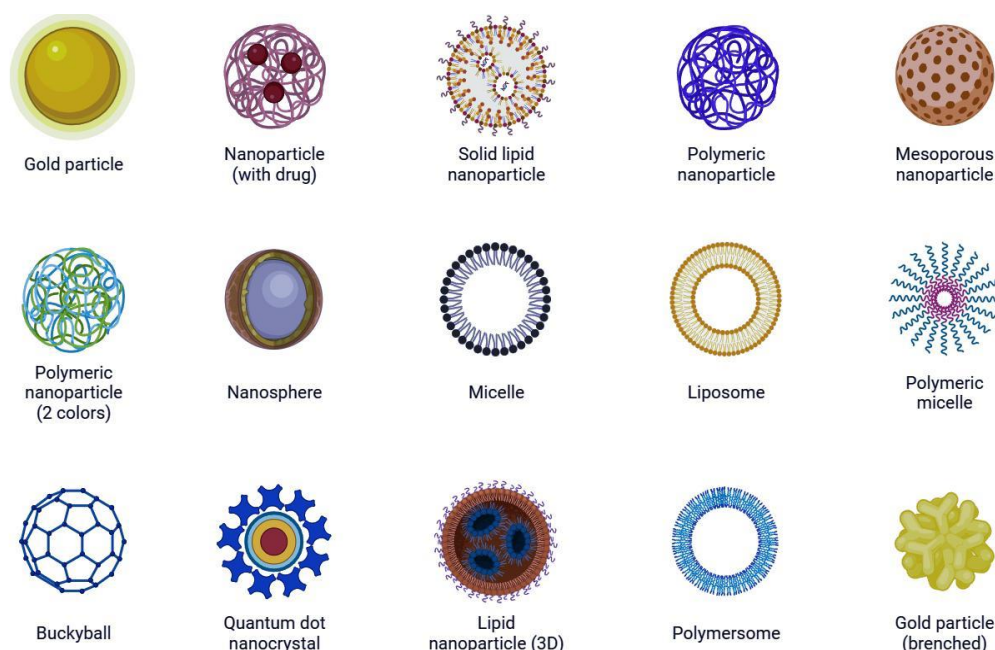 Gold particle
Nanoparticle
(with drug)
Solid lipid
nanoparticle
Polymeric
nanoparticle
Mesoporous
nanoparticle
Polymeric
nanoparticle
(2 colors)
Nanosphere
Micelle
Liposome
Polymeric
micelle
Buckyball
Quantum dot
nanocrystal
Lipid
nanoparticle (3D)
Polymersome
Gold particle
(brenched)